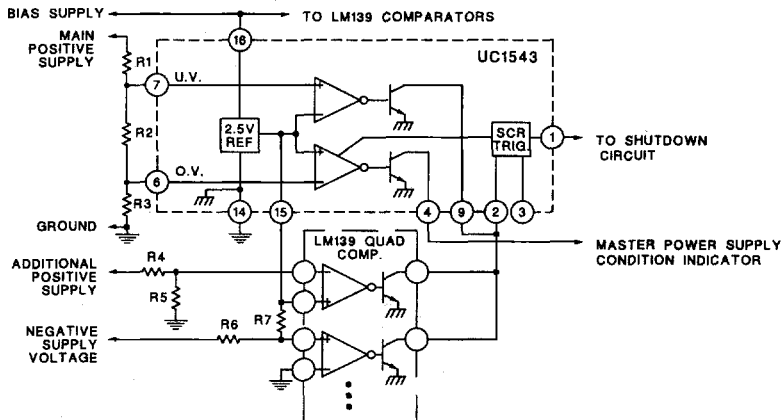 BIAS SUPPLY
TO LM139 COMPARATORS
MAIN
POSITIVE
SUPPLY
16
UC1543
R1
7
U.V.
2.5V
REF
SCR
TRIG.
1
TO SHUTDOWN
CIRCUIT
R2
6
O.V.
R3
GROUND
14
15
4
9
2
3
LM139 QUAD
COMP.
MASTER POWER SUPPLY
CONDITION INDICATOR
ADDITIONAL
POSITIVE
SUPPLY
R4
R5
R7
NEGATIVE
SUPPLY
VOLTAGE
R6